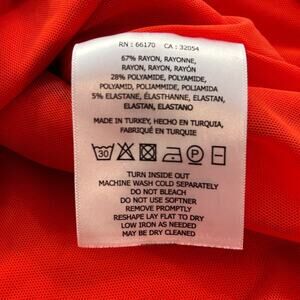 RN : 66170 CA : 32054
67% RAYON, RAYONNE,
RAYON, RAYON, RAYÓN
28% POLYAMIDE, POLYAMIDE,
POLYAMID, POLIAMMIDE, POLIAMIDA
5% ELASTANE, ÉLASTHANNE, ELASTAN,
ELASTAN, ELASTANO
MADE IN TURKEY, HECHO EN TURQUIA,
FABRIQUÉ EN TURQUIE
30
P
TURN INSIDE OUT
MACHINE WASH COLD SEPARATELY
DO NOT BLEACH
DO NOT USE SOFTNER
REMOVE PROMPTLY
RESHAPE LAY FLAT TO DRY
LOW IRON AS NEEDED
MAY BE DRY CLEANED